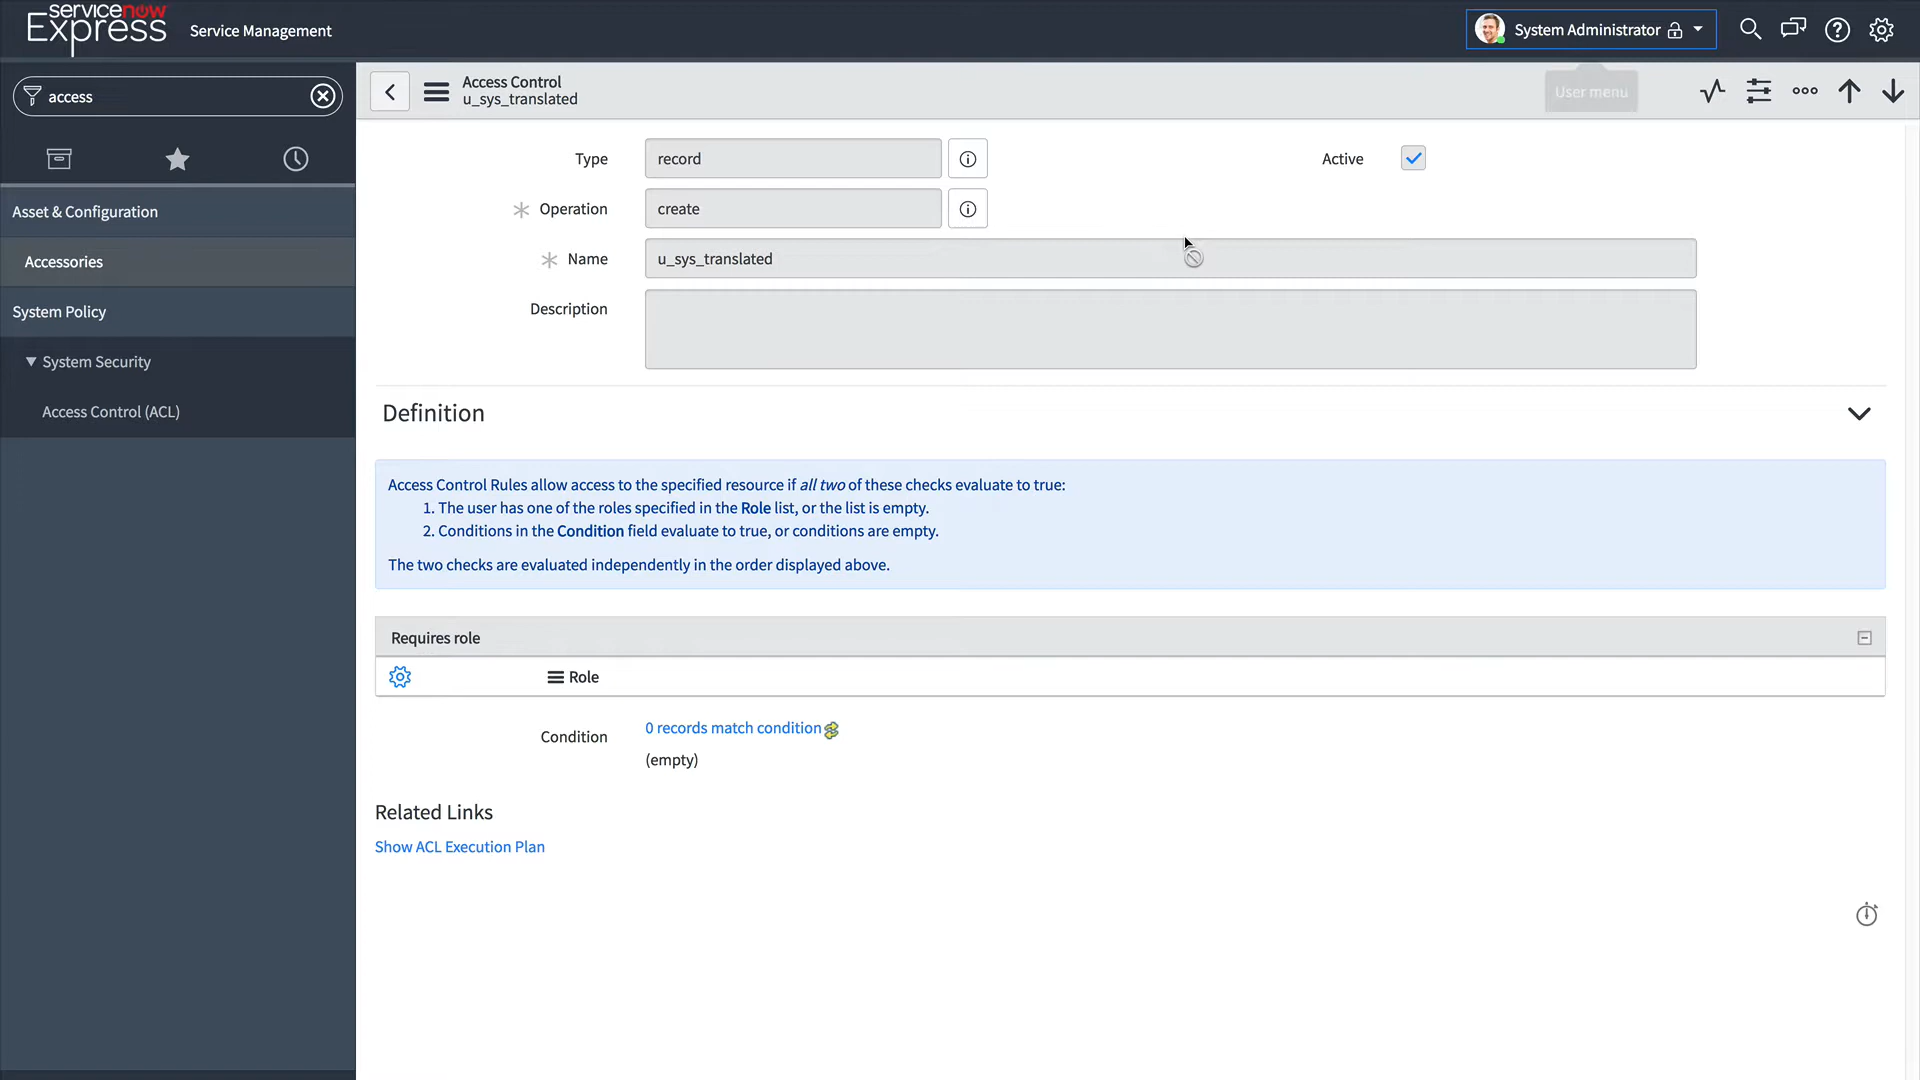 servicenow
Express
Service Management
System Administrator
access
Access Control
u_sys_translated
User menu
Type
record
Active
Asset & Configuration
Operation
create
Accessories
Name
u_sys_translated
System Policy
Description
System Security
Access Control (ACL)
Definition
Access Control Rules allow access to the specified resource if all two of these checks evaluate to true:
1. The user has one of the roles specified in the Role list, or the list is empty.
2. Conditions in the Condition field evaluate to true, or conditions are empty.
The two checks are evaluated independently in the order displayed above.
Requires role
Role
Condition
0 records match condition
(empty)
Related Links
Show ACL Execution Plan